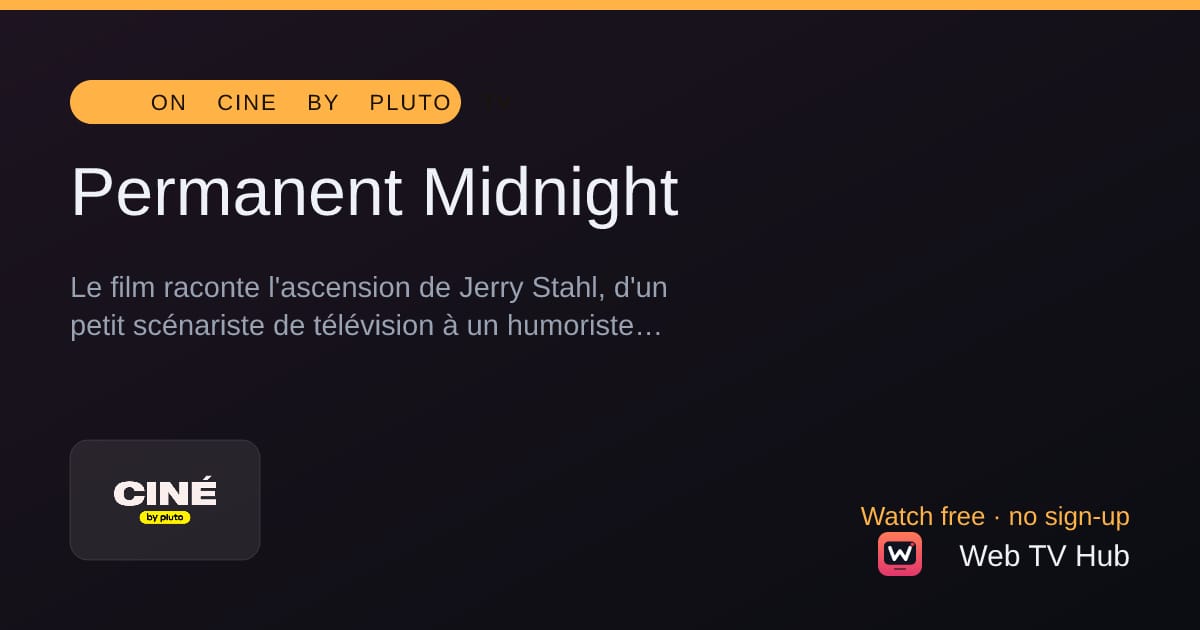 ON CINE BY PLUTO TV
Permanent Midnight
Le film raconte l'ascension de Jerry Stahl, d'un
petit scénariste de télévision à un humoriste…
CINÉ
by pluto
Watch free · no sign-up
W
Web TV Hub